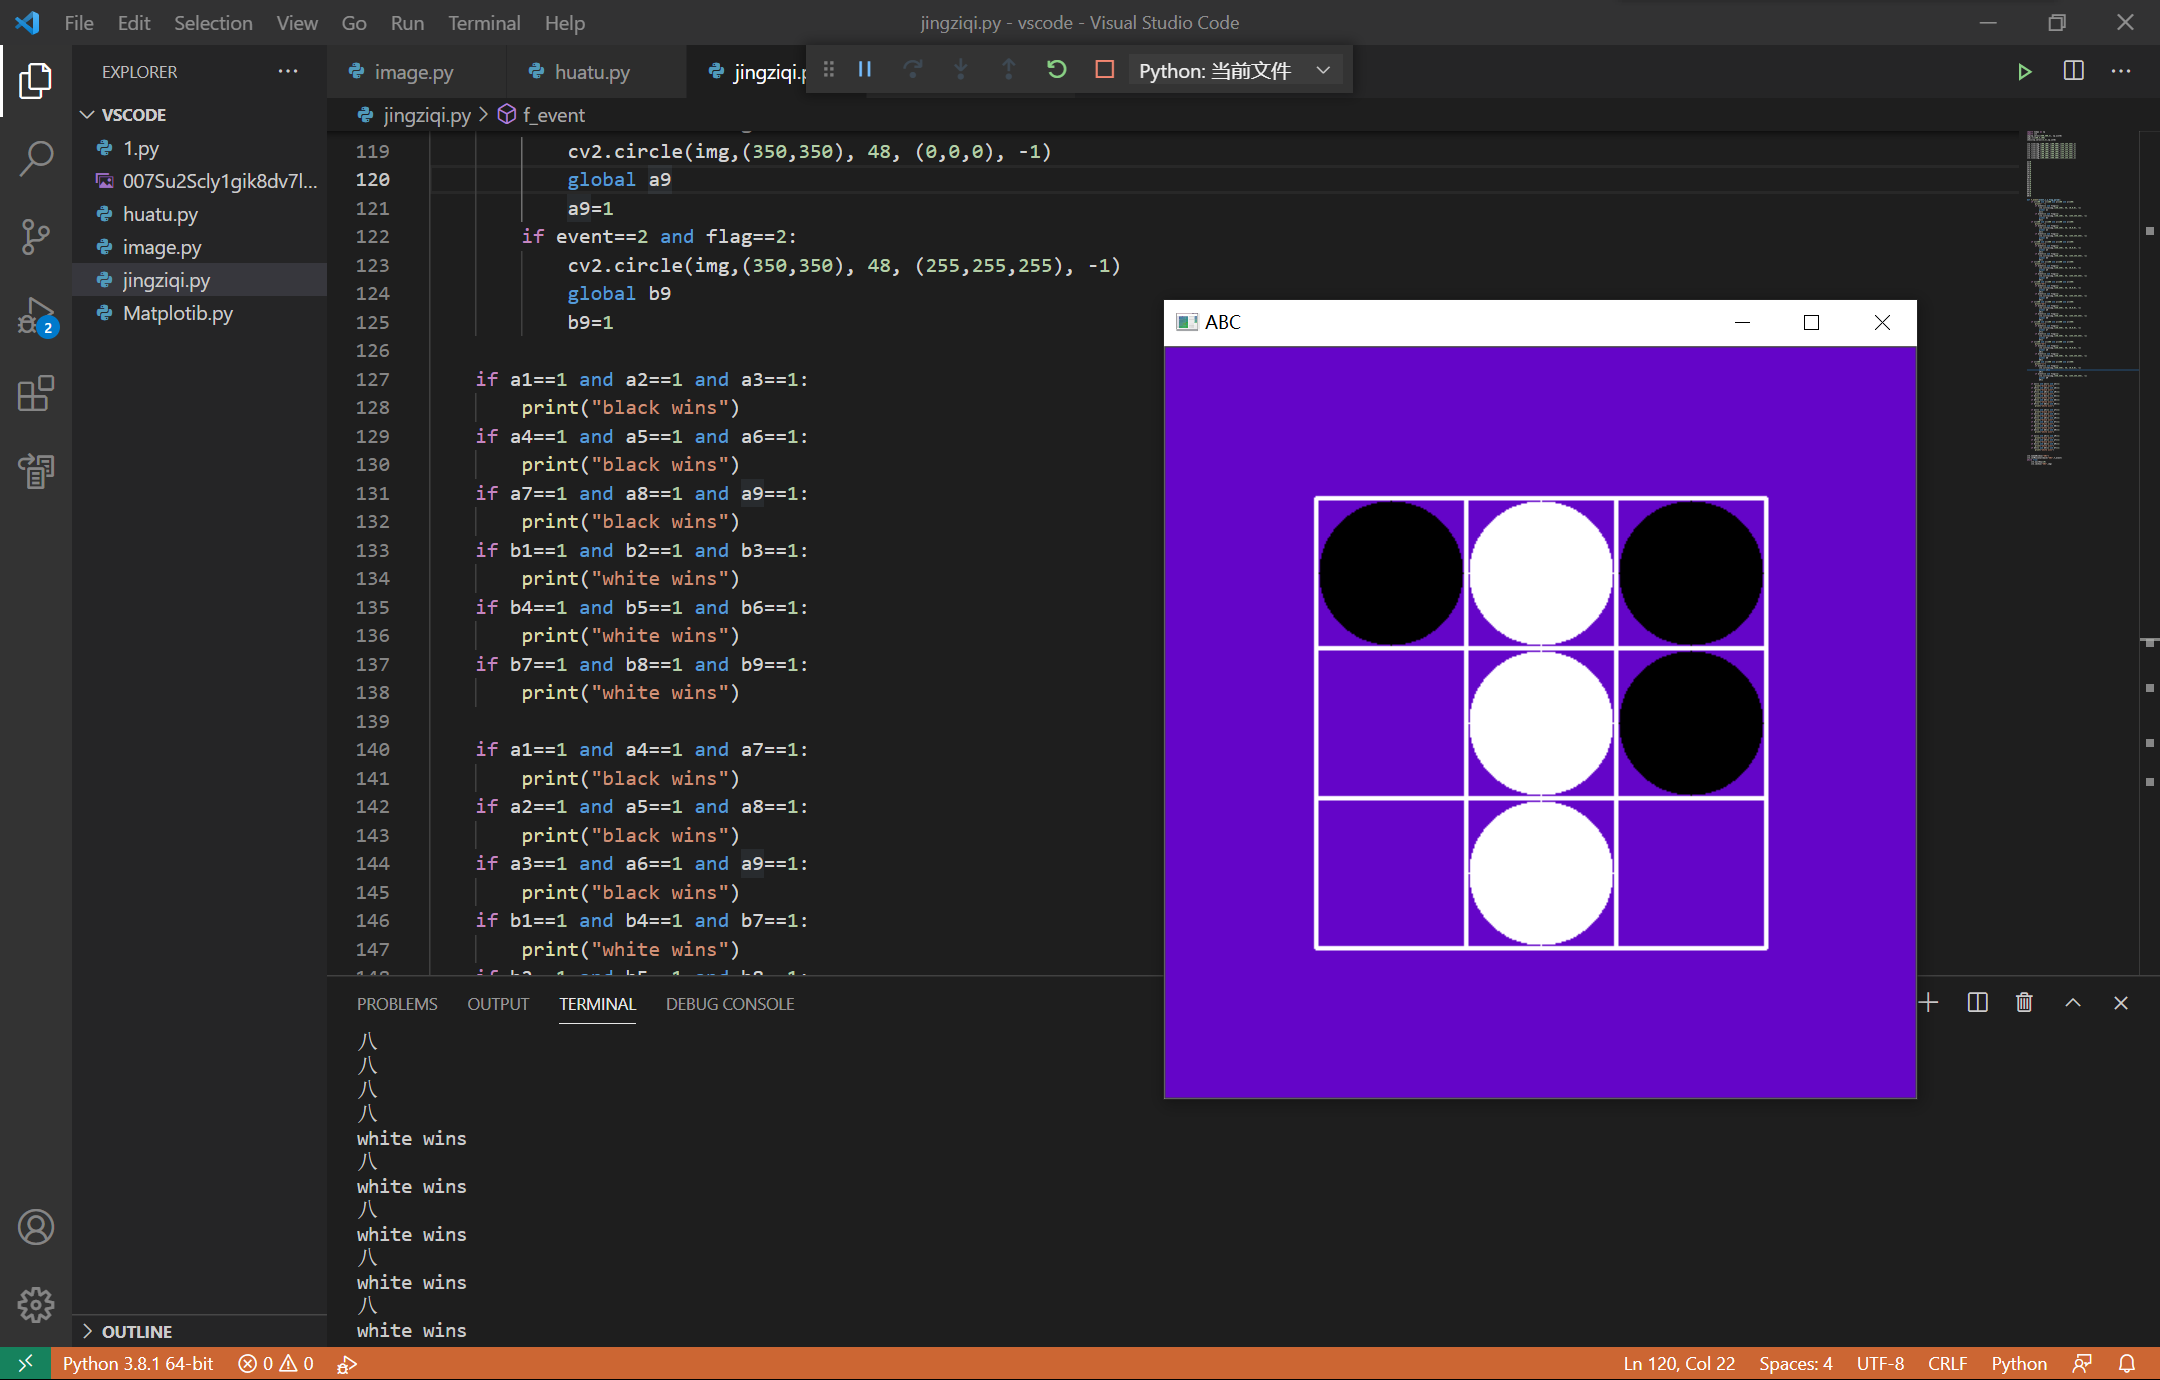 File Edit Selection View Go Run Terminal Help
jingziqi.py - vscode - Visual Studio Code
EXPLORER
VSCODE
1.py
007Su2Scly1gik8dv7l...
huatu.py
image.py
jingziqi.py
Matplotib.py
OUTLINE
image.py
huatu.py
jingziqi.p
Python: 当前文件
jingziqi.py > f_event
119 cv2.circle(img,(350,350), 48, (0,0,0), -1)
120 global a9
121 a9=1
122 if event==2 and flag==2:
123 cv2.circle(img,(350,350), 48, (255,255,255), -1)
124 global b9
125 b9=1
126
127 if a1==1 and a2==1 and a3==1:
128 print("black wins")
129 if a4==1 and a5==1 and a6==1:
130 print("black wins")
131 if a7==1 and a8==1 and a9==1:
132 print("black wins")
133 if b1==1 and b2==1 and b3==1:
134 print("white wins")
135 if b4==1 and b5==1 and b6==1:
136 print("white wins")
137 if b7==1 and b8==1 and b9==1:
138 print("white wins")
139
140 if a1==1 and a4==1 and a7==1:
141 print("black wins")
142 if a2==1 and a5==1 and a8==1:
143 print("black wins")
144 if a3==1 and a6==1 and a9==1:
145 print("black wins")
146 if b1==1 and b4==1 and b7==1:
147 print("white wins")
ABC
PROBLEMS OUTPUT TERMINAL DEBUG CONSOLE
八
八
八
八
white wins
八
white wins
八
white wins
八
white wins
八
white wins
2
Python 3.8.1 64-bit 0 0
Ln 120, Col 22 Spaces: 4 UTF-8 CRLF Python